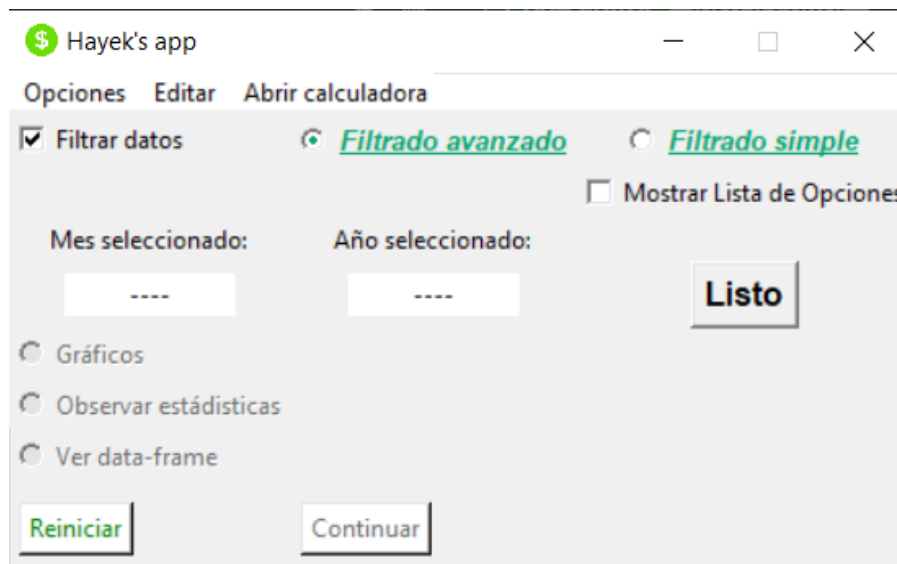 $ Hayek's app
Opciones Editar Abrir calculadora
Filtrar datos Filtrado avanzado Filtrado simple
Mostrar Lista de Opciones
Mes seleccionado: Año seleccionado:
---- ---- Listo
Gráficos
Observar estádisticas
Ver data-frame
Reiniciar Continuar